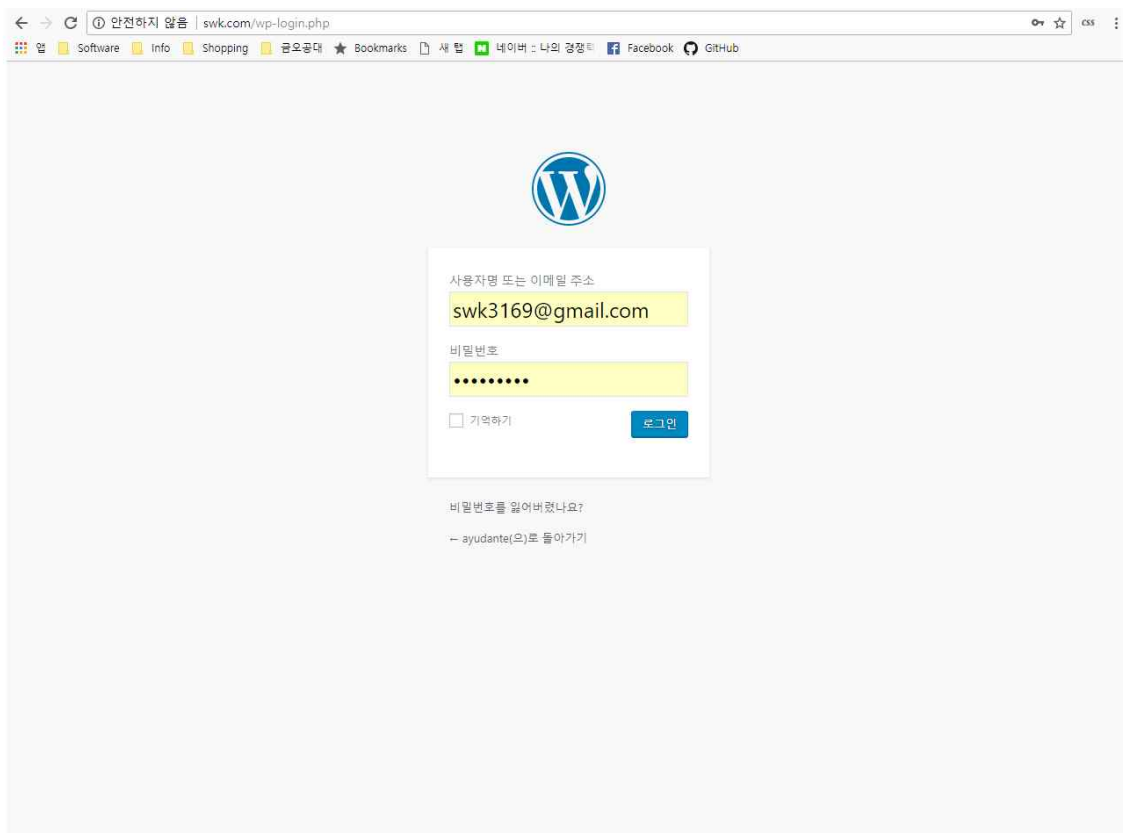 안전하지 않음 | swk.com/wp-login.php css
앱 Software Info Shopping 금오공대 Bookmarks 새 탭 네이버 :: 나의 경쟁력 Facebook GitHub
사용자명 또는 이메일 주소
swk3169@gmail.com
비밀번호
•••••••••
기억하기 로그인
비밀번호를 잃어버렸나요?
← ayudante(으)로 돌아가기